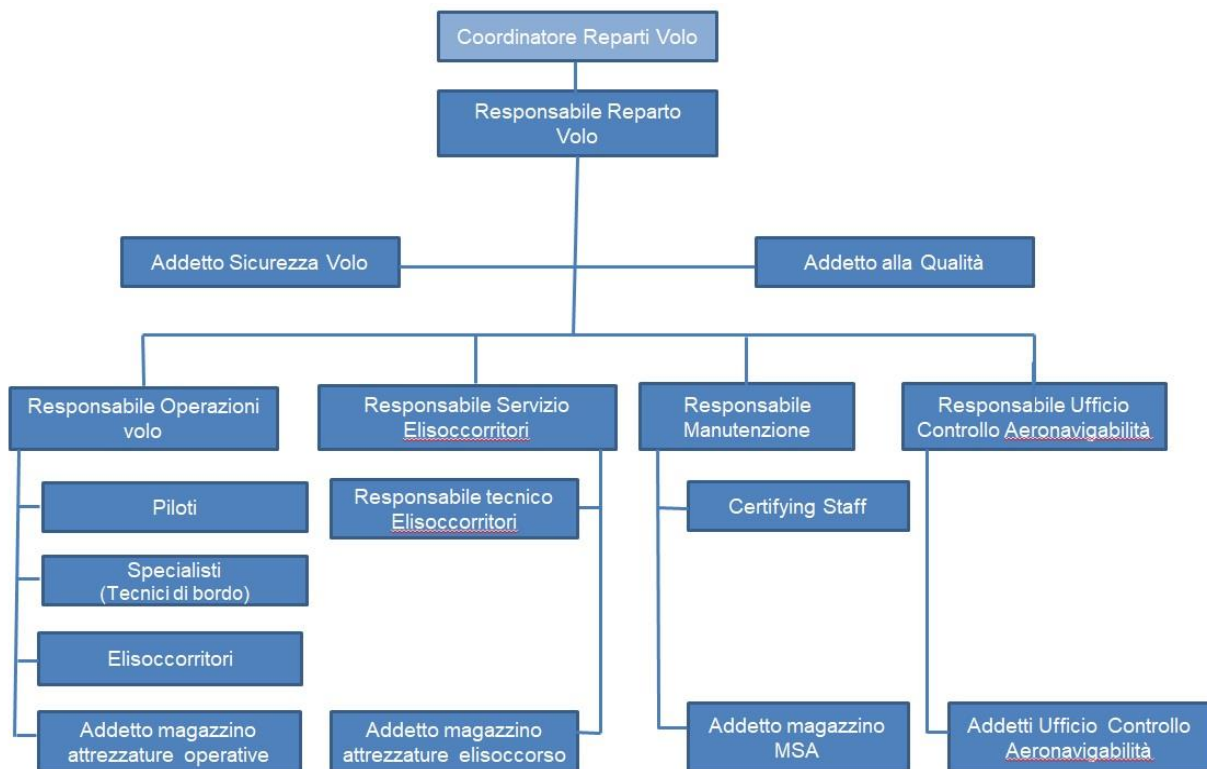 Coordinatore Reparti Volo
Responsabile Reparto
Volo
Addetto Sicurezza Volo
Addetto alla Qualità
Responsabile Operazioni
volo
Responsabile Servizio
Elisoccorritori
Responsabile
Manutenzione
Responsabile Ufficio
Controllo Aeronavigabilità
Piloti
Responsabile tecnico
Elisoccorritori
Certifying Staff
Specialisti
(Tecnici di bordo)
Elisoccorritori
Addetto magazzino
attrezzature operative
Addetto magazzino
attrezzature elisoccorso
Addetto magazzino
MSA
Addetti Ufficio Controllo
Aeronavigabilità